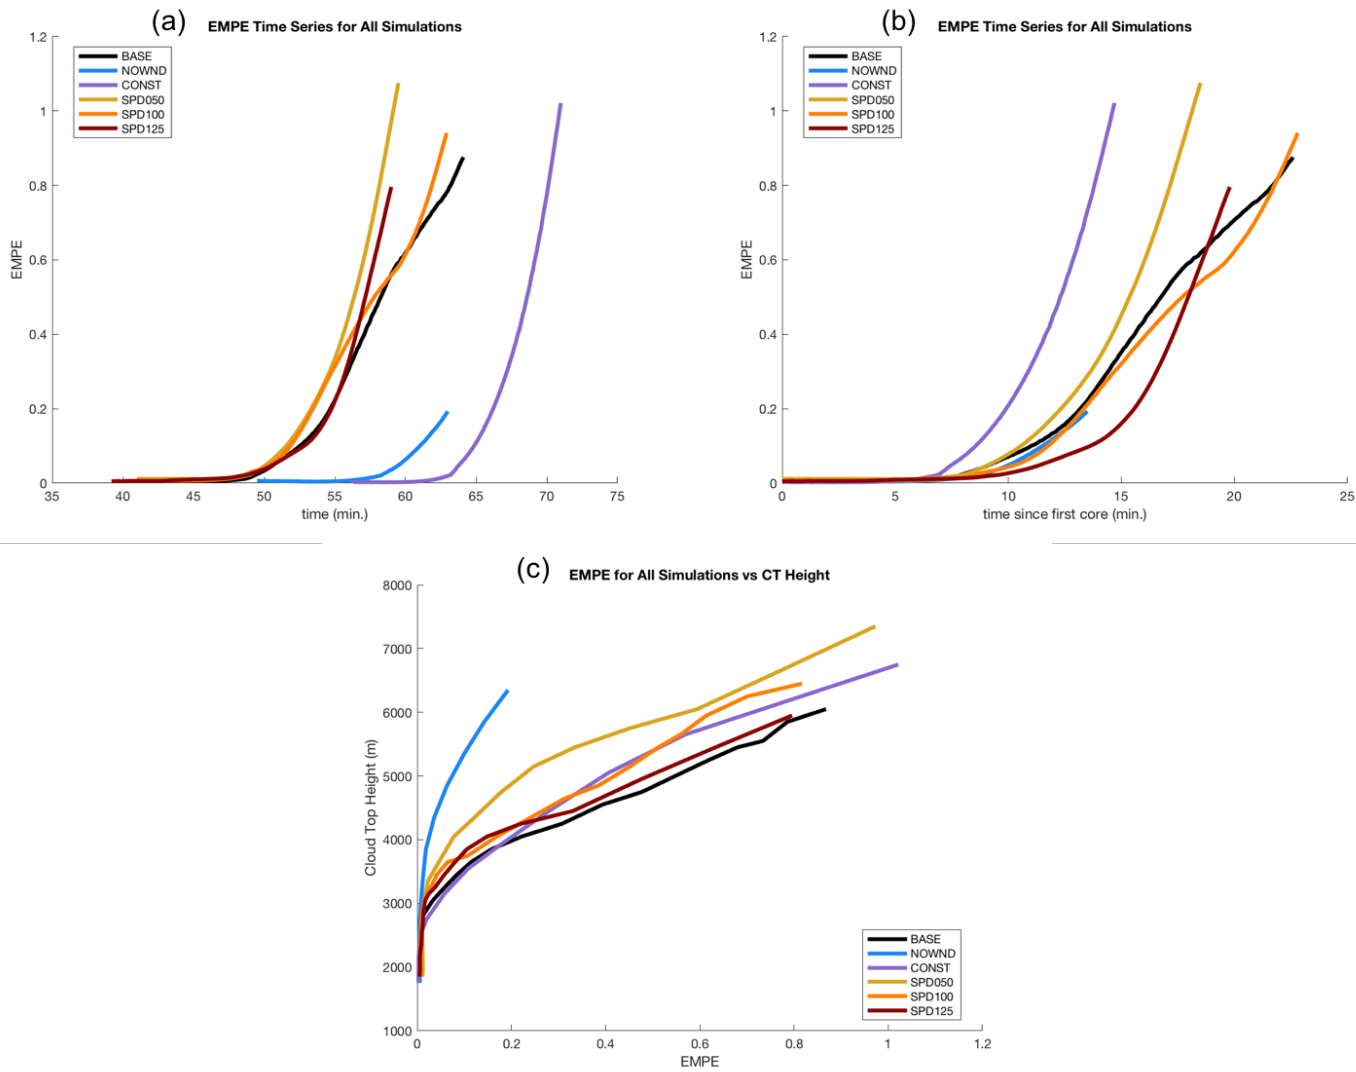 (a)
EMPE Time Series for All Simulations
1.2
1
0.8
0.6
0.4
0.2
0
EMPE
BASE
NOWND
CONST
SPD050
SPD100
SPD125
35 40 45 50 55 60 65 70 75
time (min.)
(b)
EMPE Time Series for All Simulations
1.2
1
0.8
0.6
0.4
0.2
0
EMPE
BASE
NOWND
CONST
SPD050
SPD100
SPD125
0 5 10 15 20 25
time since first core (min.)
(c)
EMPE for All Simulations vs CT Height
8000
7000
6000
5000
4000
3000
2000
1000
Cloud Top Height (m)
BASE
NOWND
CONST
SPD050
SPD100
SPD125
0 0.2 0.4 0.6 0.8 1 1.2
EMPE